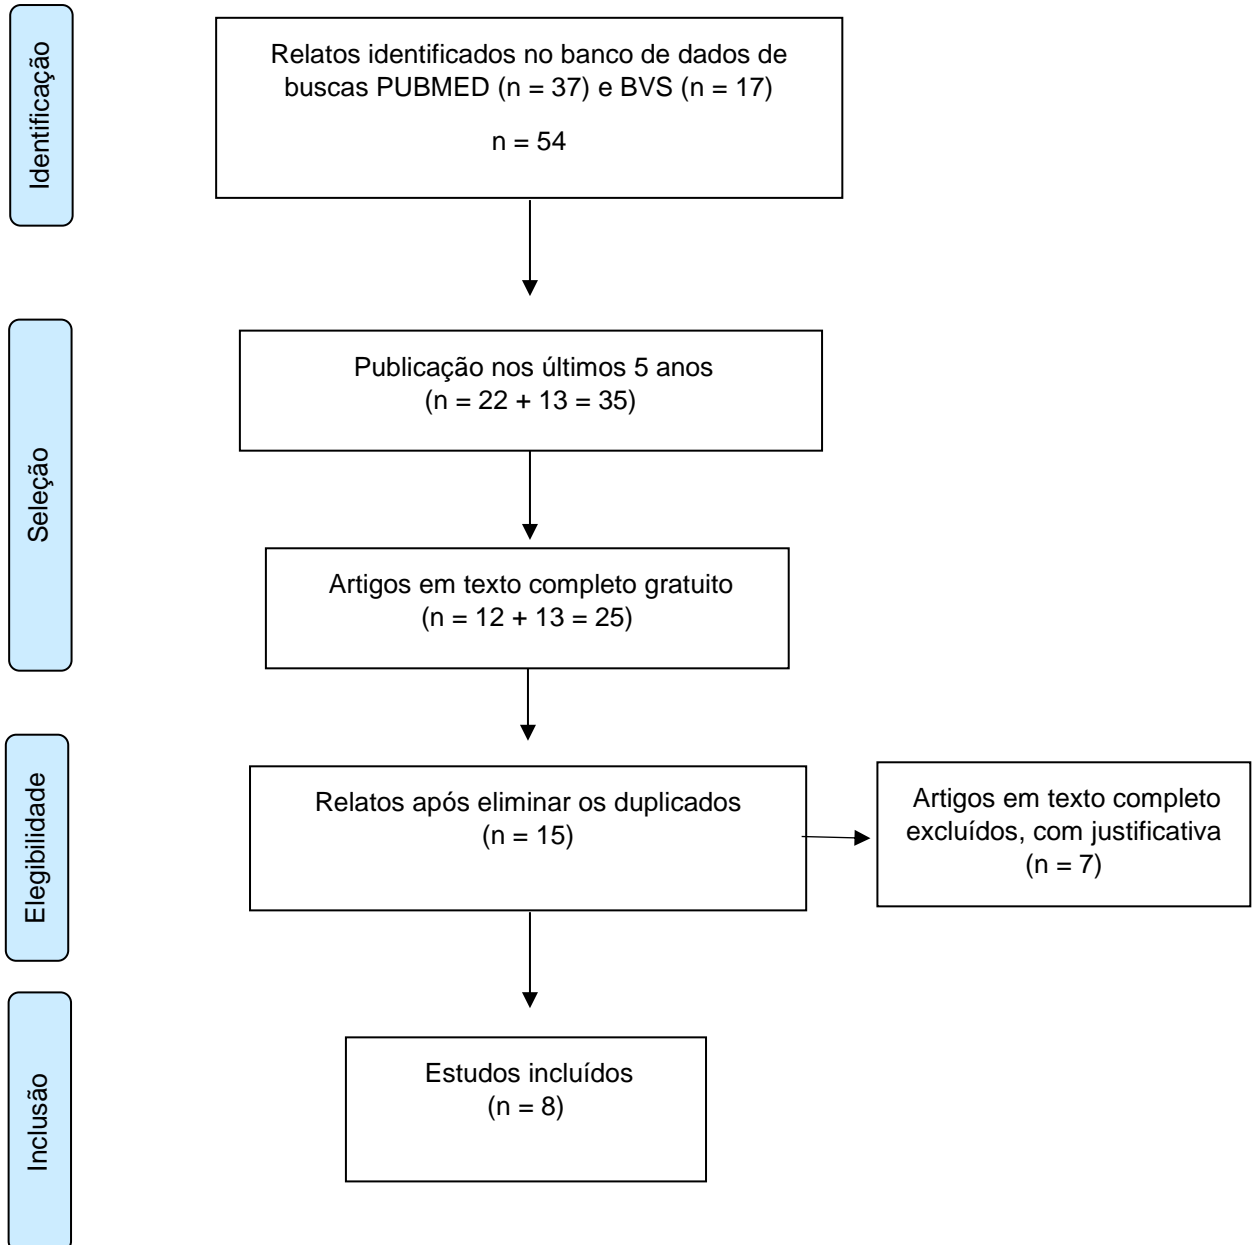 Identificação
Relatos identificados no banco de dados de
buscas PUBMED (n = 37) e BVS (n = 17)
n = 54
Seleção
Publicação nos últimos 5 anos
(n = 22 + 13 = 35)
Artigos em texto completo gratuito
(n = 12 + 13 = 25)
Elegibilidade
Relatos após eliminar os duplicados
(n = 15)
Artigos em texto completo
excluídos, com justificativa
(n = 7)
Inclusão
Estudos incluídos
(n = 8)